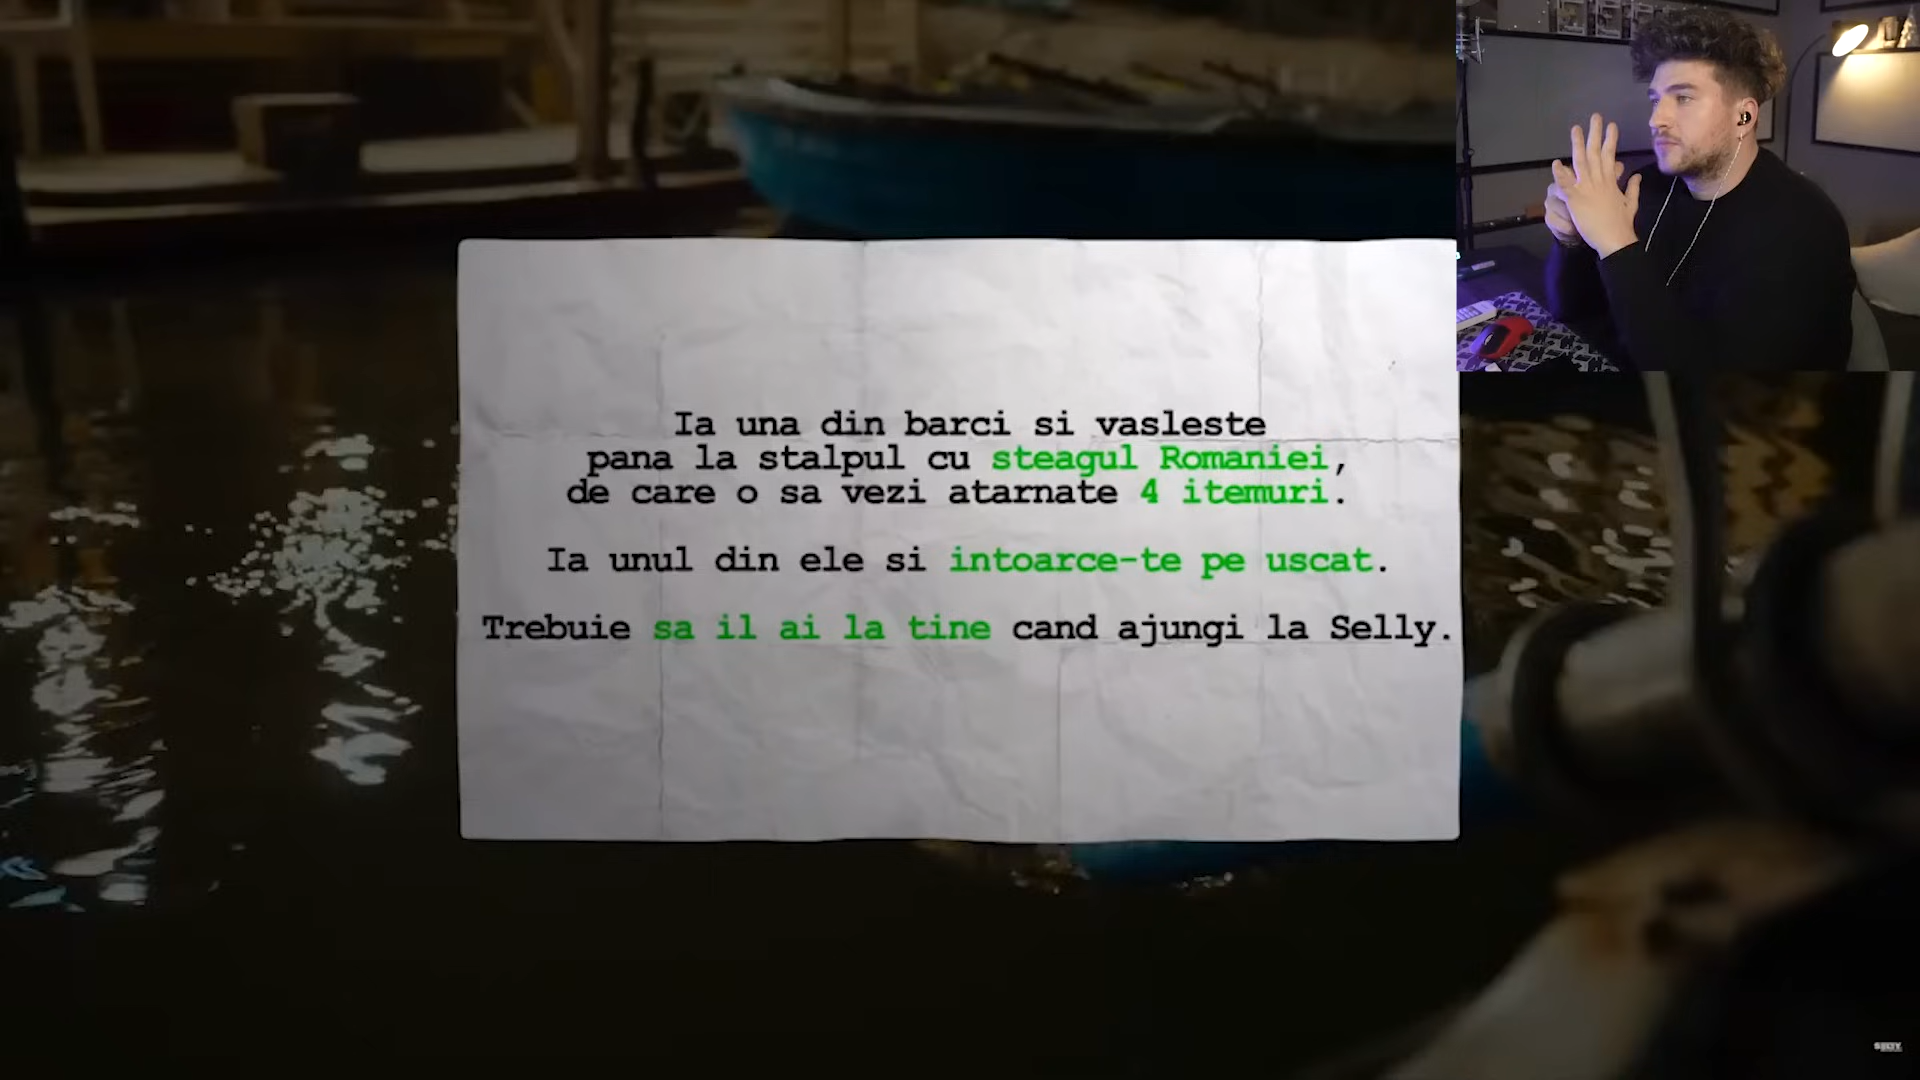 Ia una din barci si vasleste
pana la stalpul cu steagul Romaniei,
de care o sa vezi atarnate 4 itemuri.
Ia unul din ele si intoarce-te pe uscat.
Trebuie sa il ai la tine cand ajungi la Selly.
SELLY